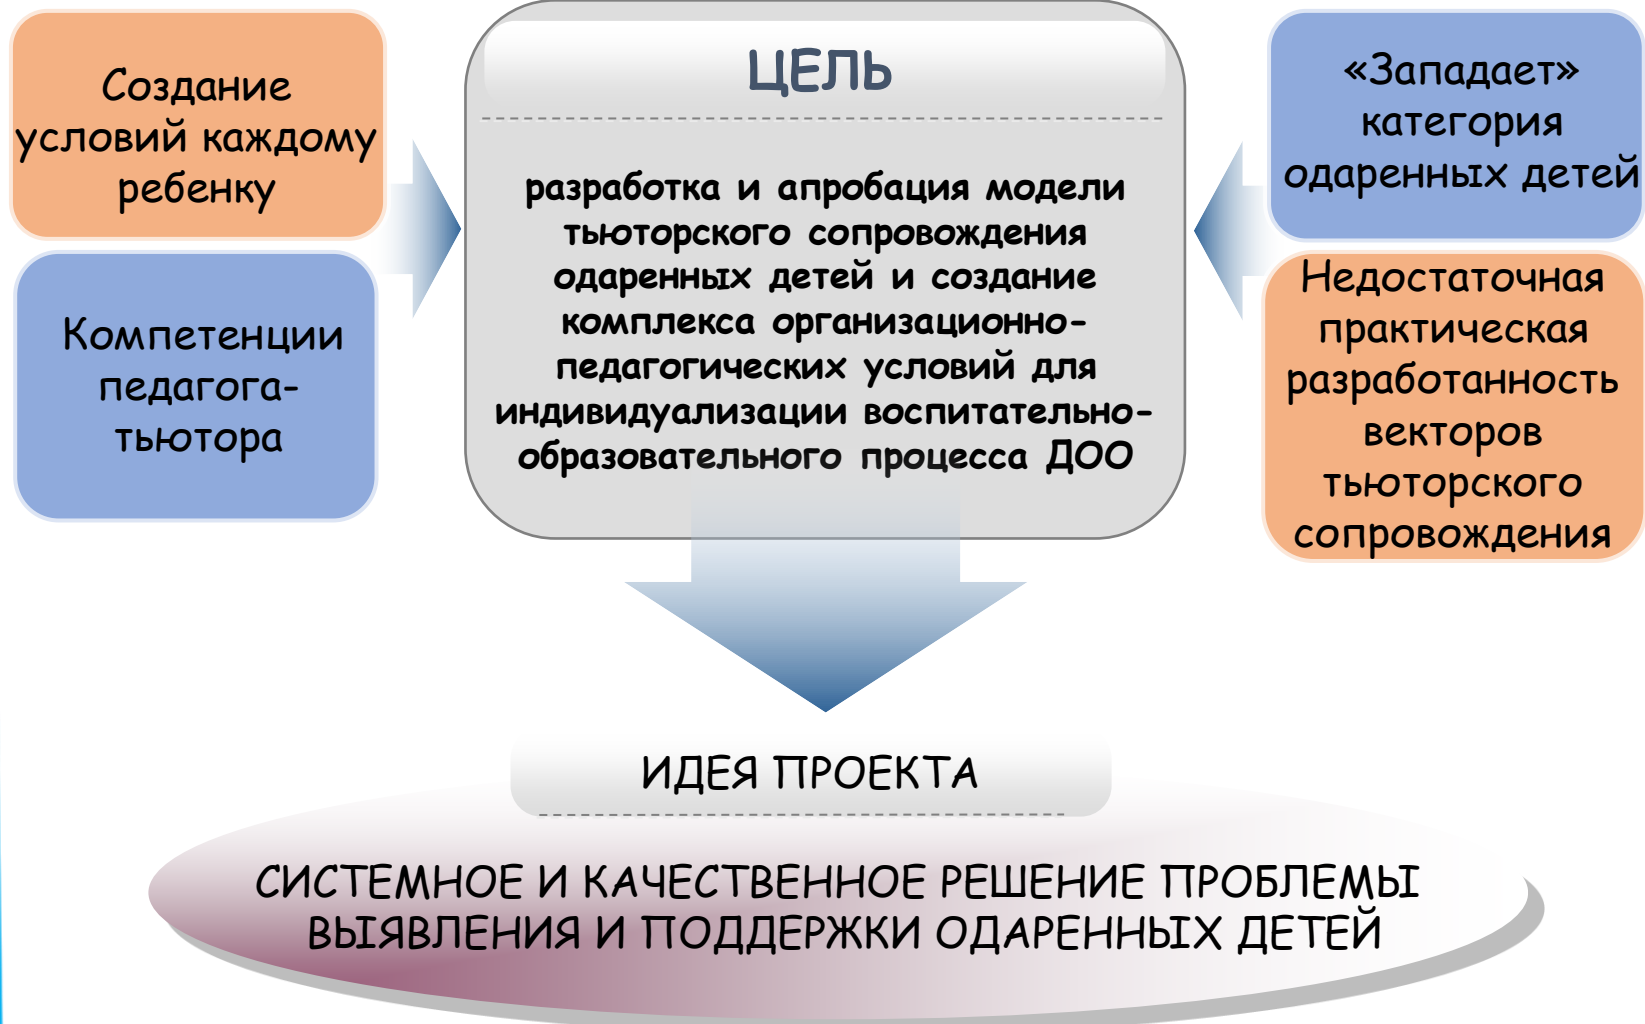 Создание
условий каждому
ребенку
Компетенции
педагога-
тьютора
ЦЕЛЬ
разработка и апробация модели
тьюторского сопровождения
одаренных детей и создание
комплекса организационно-
педагогических условий для
индивидуализации воспитательно-
образовательного процесса ДОО
«Западает»
категория
одаренных детей
Недостаточная
практическая
разработанность
векторов
тьюторского
сопровождения
ИДЕЯ ПРОЕКТА
СИСТЕМНОЕ И КАЧЕСТВЕННОЕ РЕШЕНИЕ ПРОБЛЕМЫ
ВЫЯВЛЕНИЯ И ПОДДЕРЖКИ ОДАРЕННЫХ ДЕТЕЙ